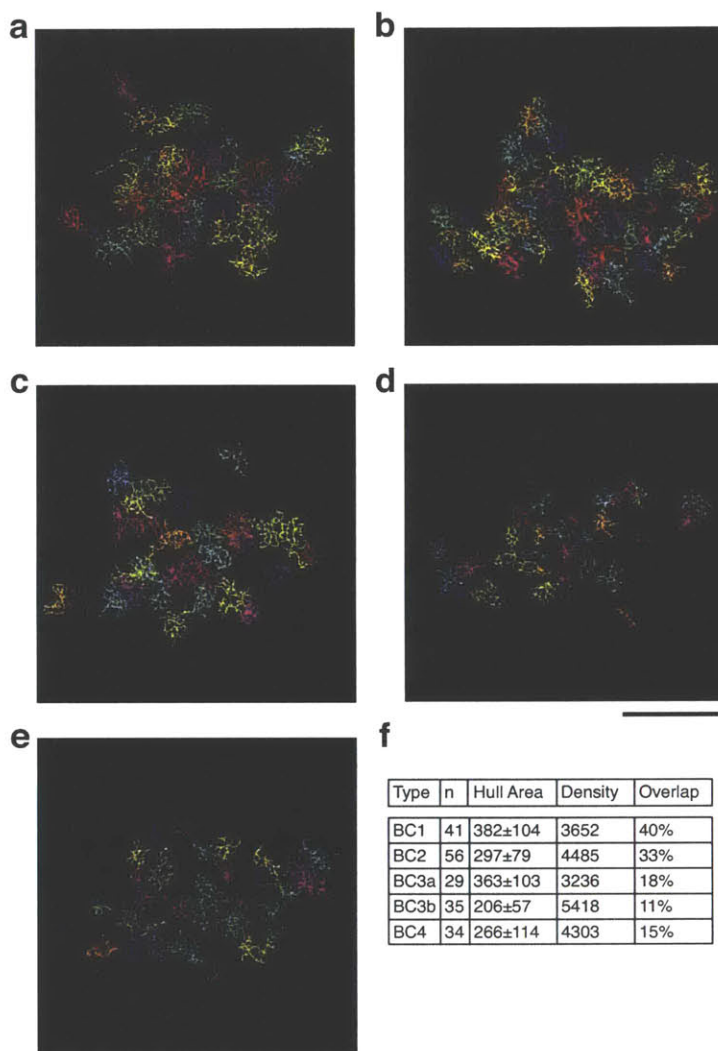 a
b
c
d
e
f
Type n Hull Area Density Overlap
BC1 41 382±104 3652 40%
BC2 56 297±79 4485 33%
BC3a 29 363±103 3236 18%
BC3b 35 206±57 5418 11%
BC4 34 266±114 4303 15%